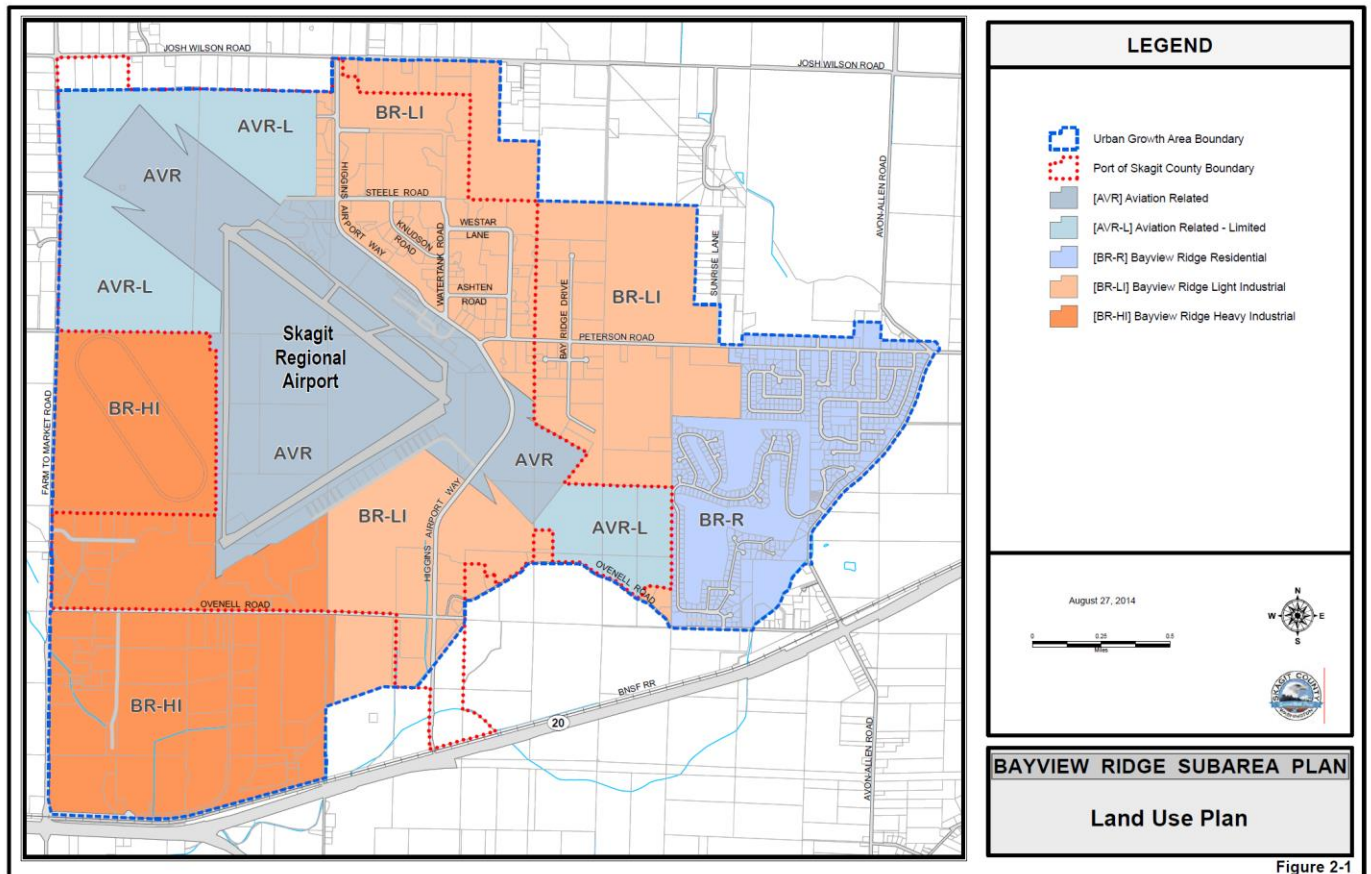 JOSH WILSON ROAD
JOSH WILSON ROAD
BR-LI
AVR-L
AVR
HIGGINS AIRPORT WAY
STEELE ROAD
KNUDSON
ROAD
WATERTANK ROAD
WESTAR
LANE
AVON-ALLEN ROAD
SUNRISE LANE
AVR-L
ASHTEN
ROAD
BAY RIDGE DRIVE
BR-LI
Skagit
Regional
Airport
PETERSON ROAD
FARM TO MARKET ROAD
BR-HI
AVR
AVR
BR-LI
HIGGINS AIRPORT WAY
AVR-L
BR-R
OVENELL ROAD
OVENELL ROAD
BR-HI
BNSF RR
20
AVON-ALLEN ROAD
LEGEND
Urban Growth Area Boundary
Port of Skagit County Boundary
[AVR] Aviation Related
[AVR-L] Aviation Related - Limited
[BR-R] Bayview Ridge Residential
[BR-LI] Bayview Ridge Light Industrial
[BR-HI] Bayview Ridge Heavy Industrial
August 27, 2014
N
W E
S
0 0.25 0.5
Miles
SKAGIT COUNTY
BAYVIEW RIDGE SUBAREA PLAN
Land Use Plan
Figure 2-1